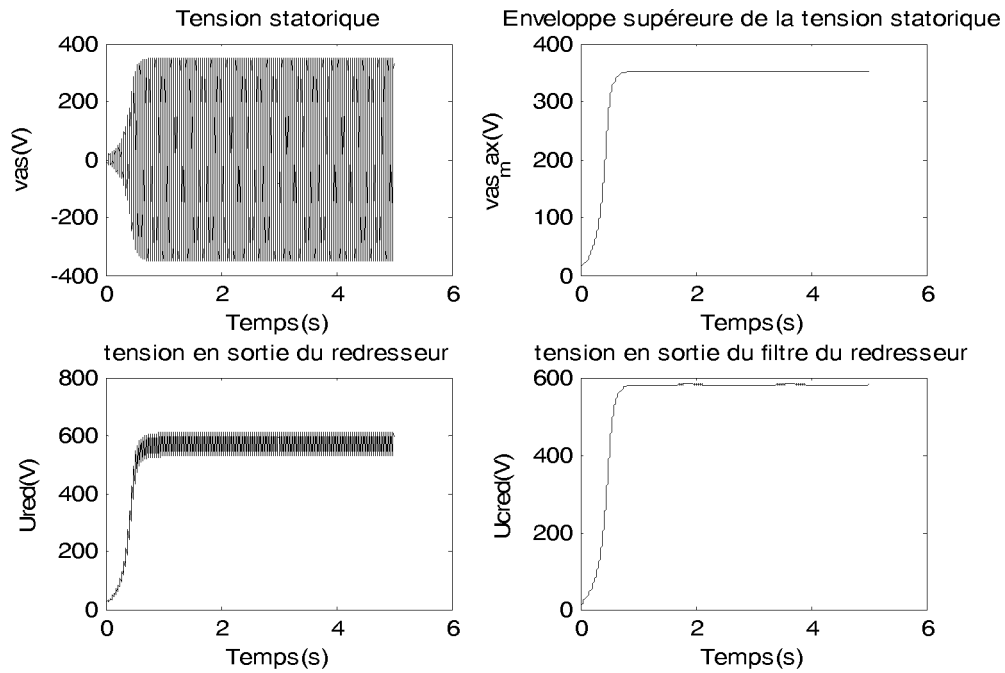 Tension statorique
400
200
0
-200
-400
vas(V)
0
2
4
6
Temps(s)
Enveloppe supéreure de la tension statorique
400
300
200
100
0
vas_max(V)
0
2
4
6
Temps(s)
tension en sortie du redresseur
800
600
400
200
0
Ured(V)
0
2
4
6
Temps(s)
tension en sortie du filtre du redresseur
600
400
200
0
Ucred(V)
0
2
4
6
Temps(s)